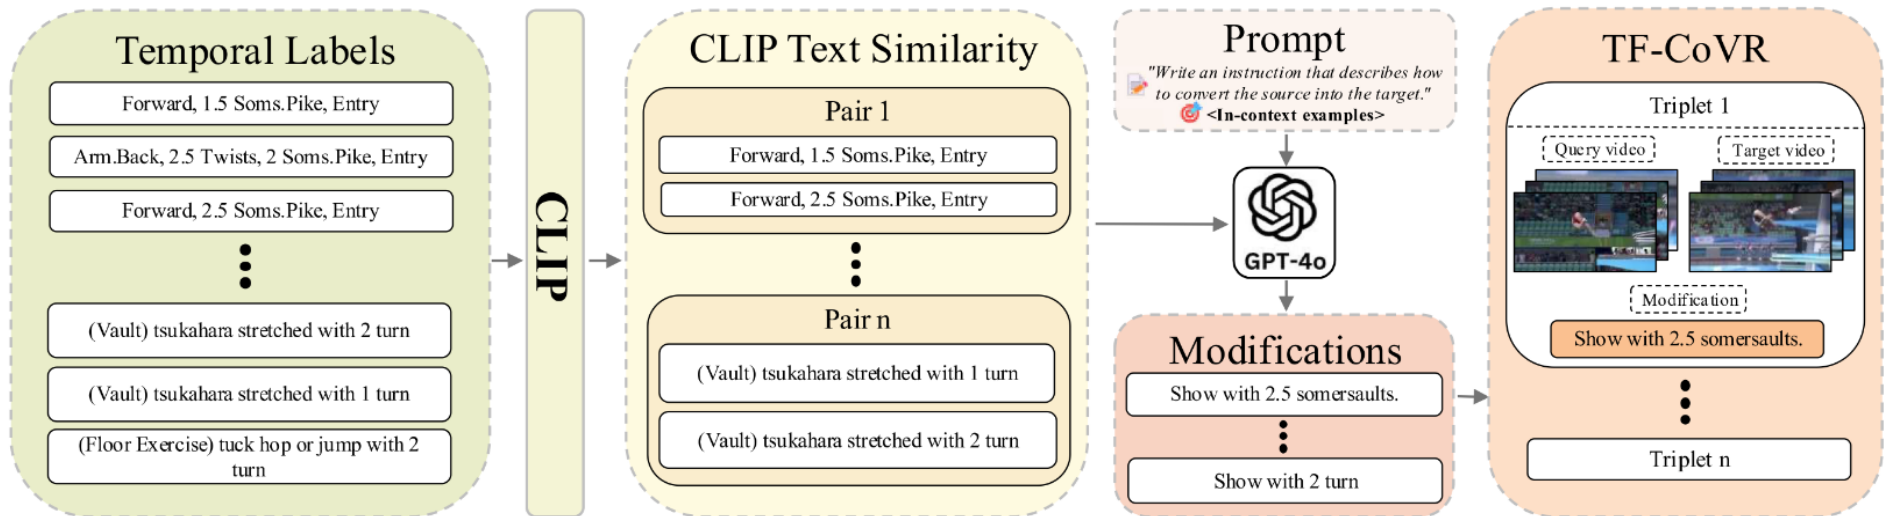 Temporal Labels
Forward, 1.5 Soms.Pike, Entry
Arm.Back, 2.5 Twists, 2 Soms.Pike, Entry
Forward, 2.5 Soms.Pike, Entry
(Vault) tsukahara stretched with 2 turn
(Vault) tsukahara stretched with 1 turn
(Floor Exercise) tuck hop or jump with 2
turn
CLIP
CLIP Text Similarity
Pair 1
Forward, 1.5 Soms.Pike, Entry
Forward, 2.5 Soms.Pike, Entry
Pair n
(Vault) tsukahara stretched with 1 turn
(Vault) tsukahara stretched with 2 turn
Prompt
"Write an instruction that describes how
to convert the source into the target."
<In-context examples>
GPT-4o
Modifications
Show with 2.5 somersaults.
Show with 2 turn
TF-CoVR
Triplet 1
Query video
Target video
Modification
Show with 2.5 somersaults.
Triplet n